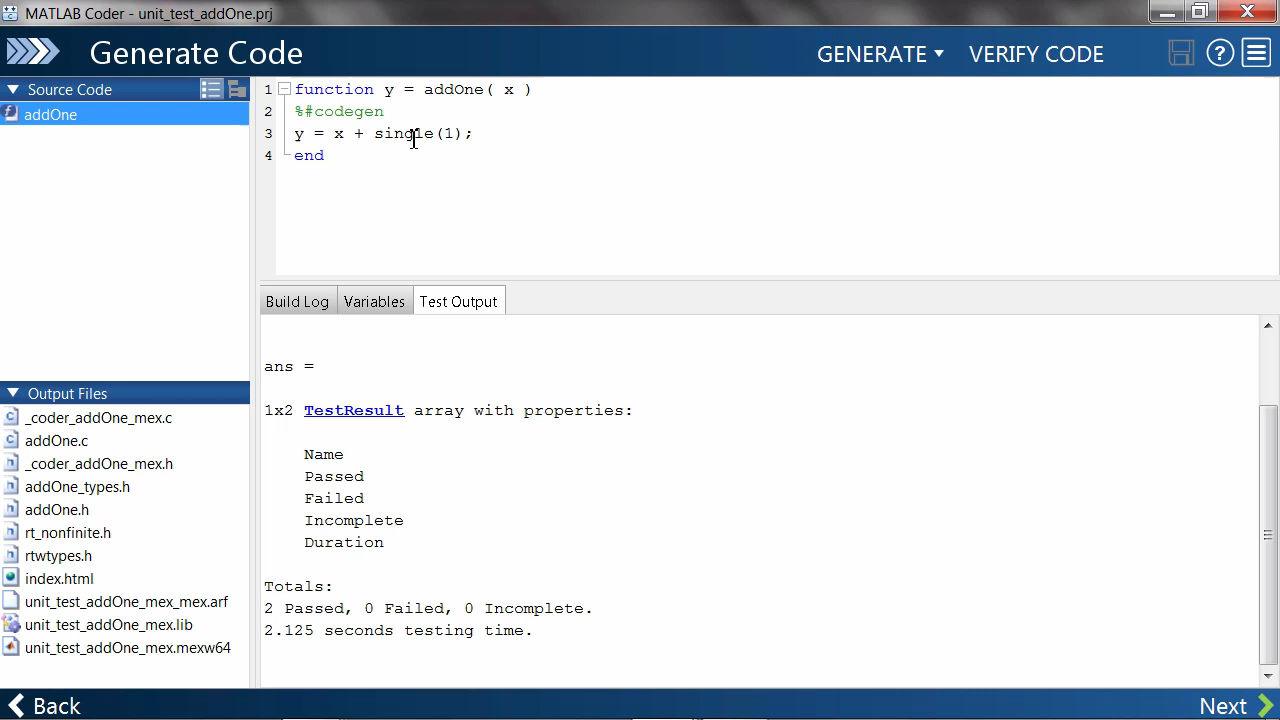 MATLAB Coder - unit_test_addOne.prj
Generate Code
GENERATE
VERIFY CODE
Source Code
addOne
1 function y = addOne( x )
2 %#codegen
3 y = x + single(1);
4 end
Build Log
Variables
Test Output
ans =
1x2 TestResult array with properties:
Name
Passed
Failed
Incomplete
Duration
Totals:
2 Passed, 0 Failed, 0 Incomplete.
2.125 seconds testing time.
Output Files
_coder_addOne_mex.c
addOne.c
_coder_addOne_mex.h
addOne_types.h
addOne.h
rt_nonfinite.h
rtwtypes.h
index.html
unit_test_addOne_mex_mex.arf
unit_test_addOne_mex.lib
unit_test_addOne_mex.mexw64
Back
Next